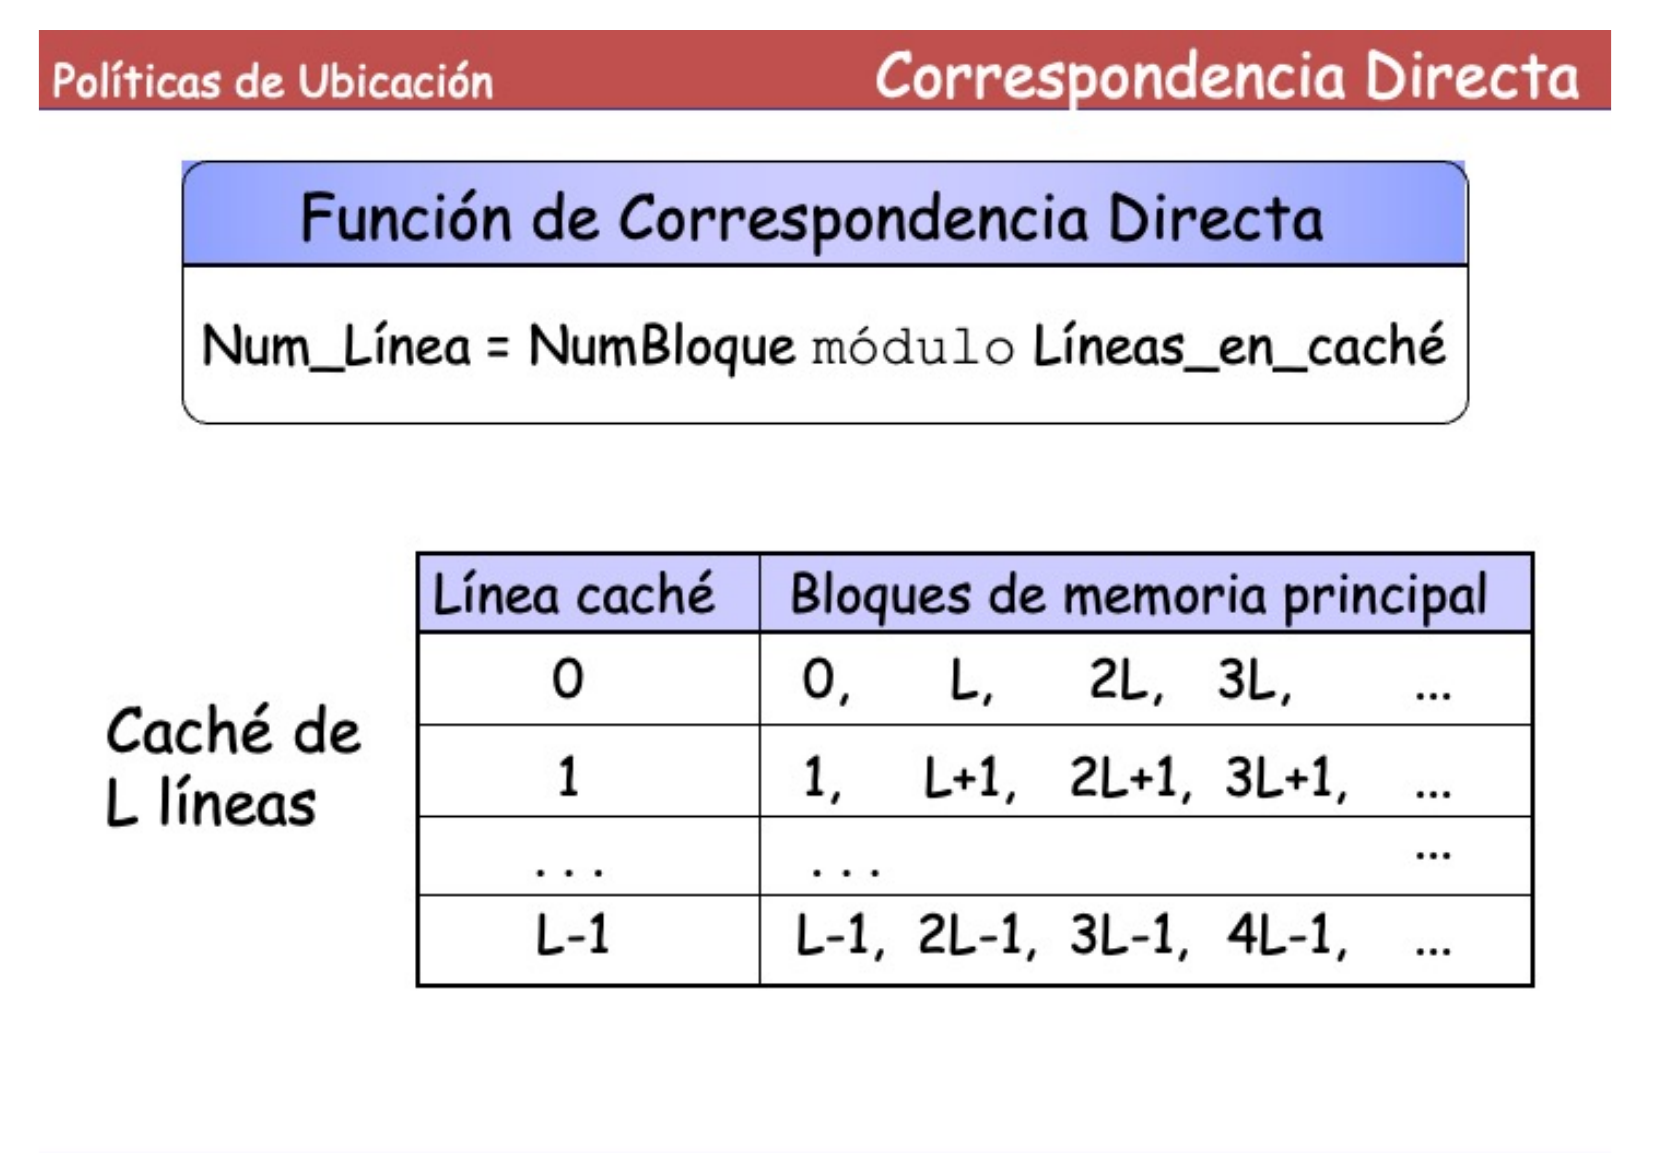 Políticas de Ubicación
Correspondencia Directa
Función de Correspondencia Directa
Num_Línea = NumBloque módulo Líneas_en_caché
Caché de
L líneas
Línea caché Bloques de memoria principal
0 0, L, 2L, 3L, ...
1 1, L+1, 2L+1, 3L+1, ...
... ... ...
L-1 L-1, 2L-1, 3L-1, 4L-1, ...